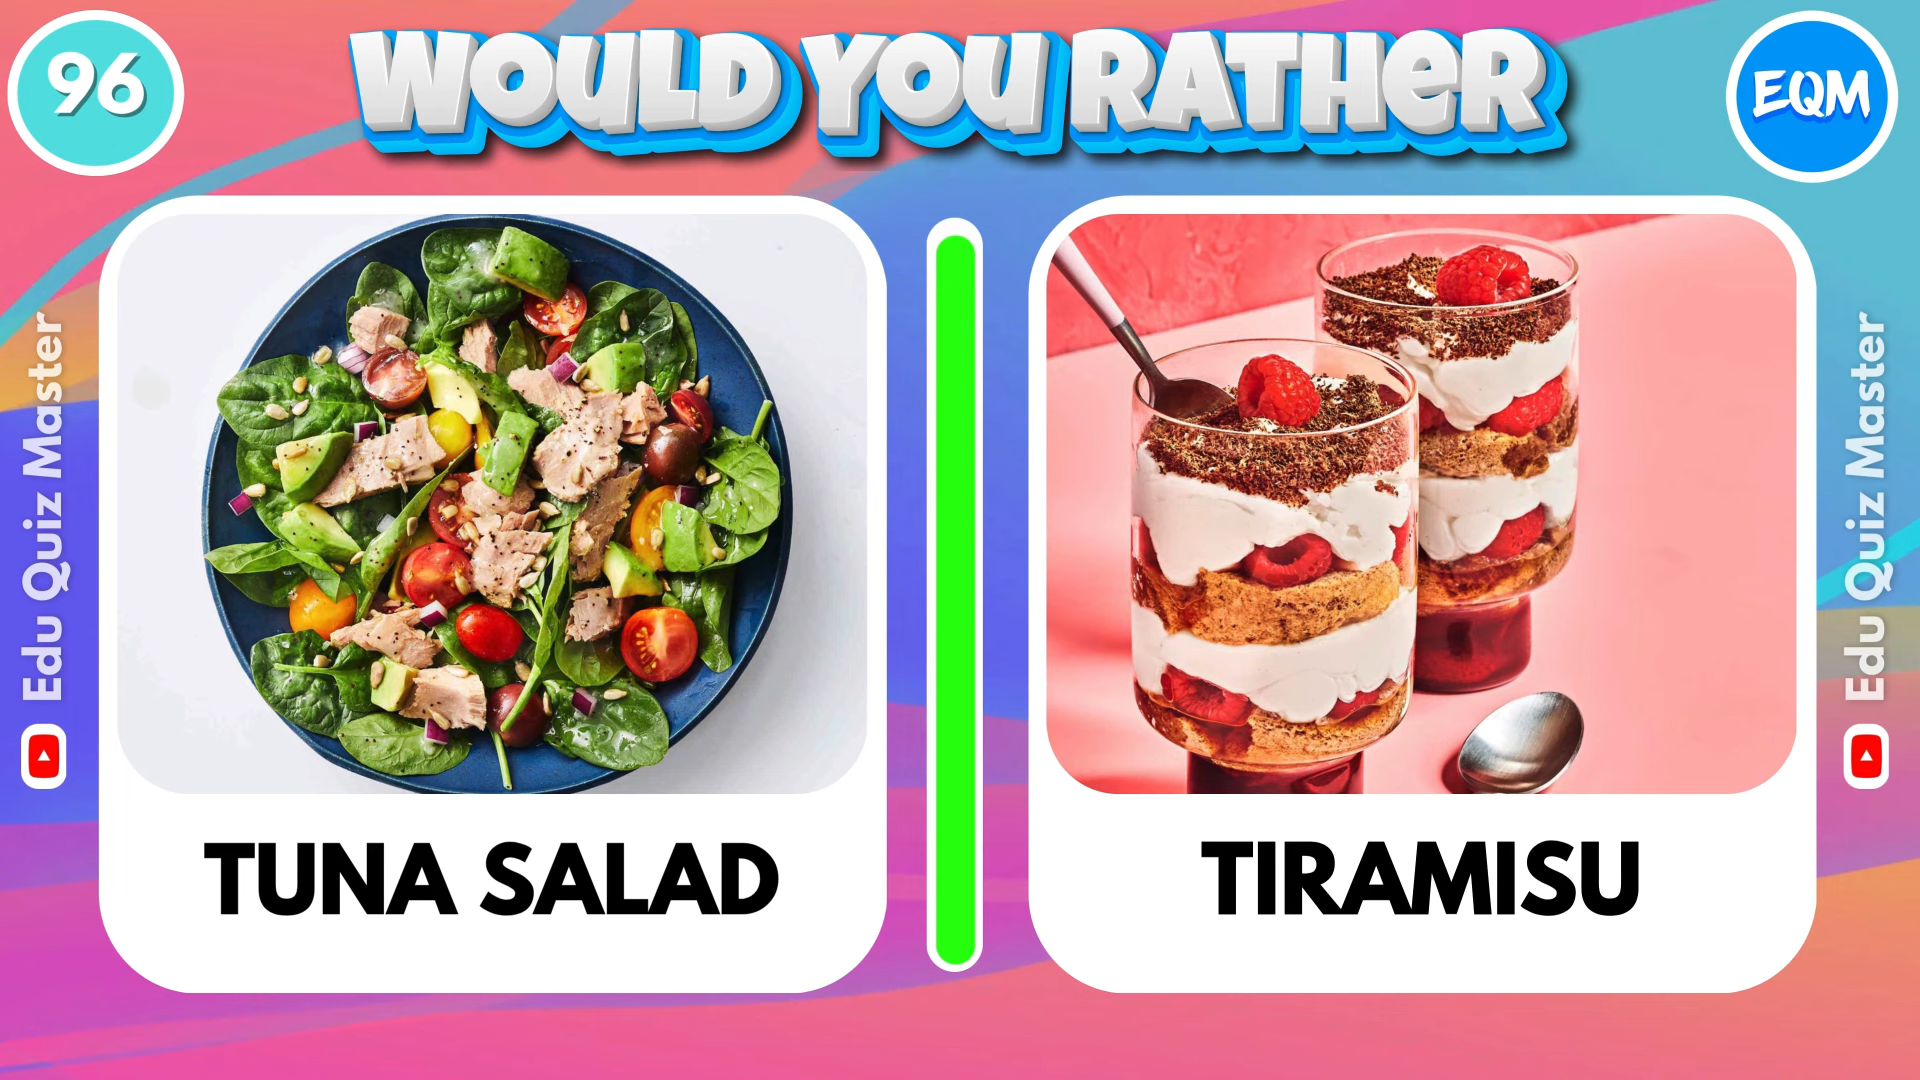 96
WOULD YOU RATHER
EQM
Edu Quiz Master
Edu Quiz Master
TUNA SALAD
TIRAMISU